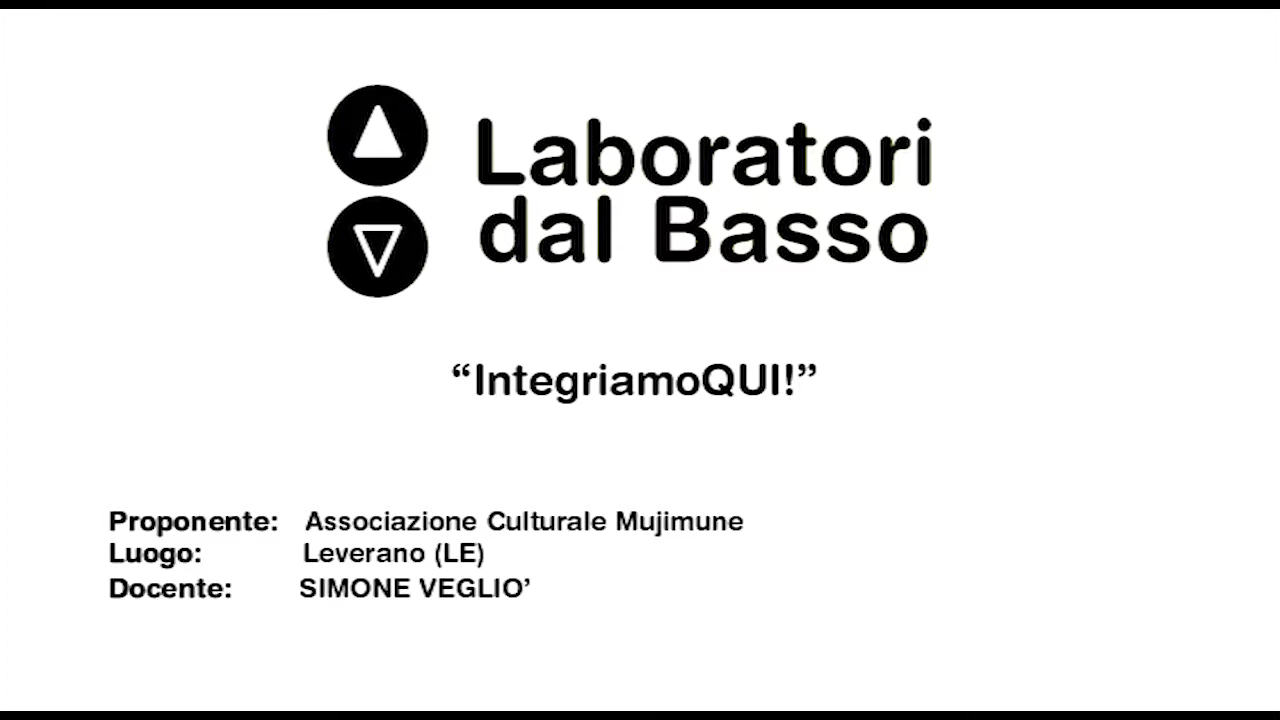 Laboratori
dal Basso
“IntegriamoQUI!”
Proponente: Associazione Culturale Mujimune
Luogo: Leverano (LE)
Docente: SIMONE VEGLIO’